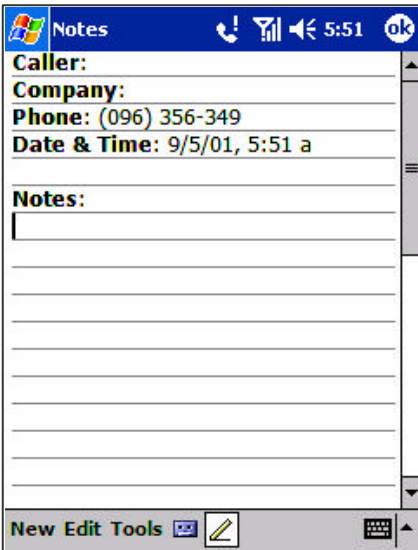 Notes 5:51 ok
Caller:
Company:
Phone: (096) 356-349
Date & Time: 9/5/01, 5:51 a
Notes:
New Edit Tools